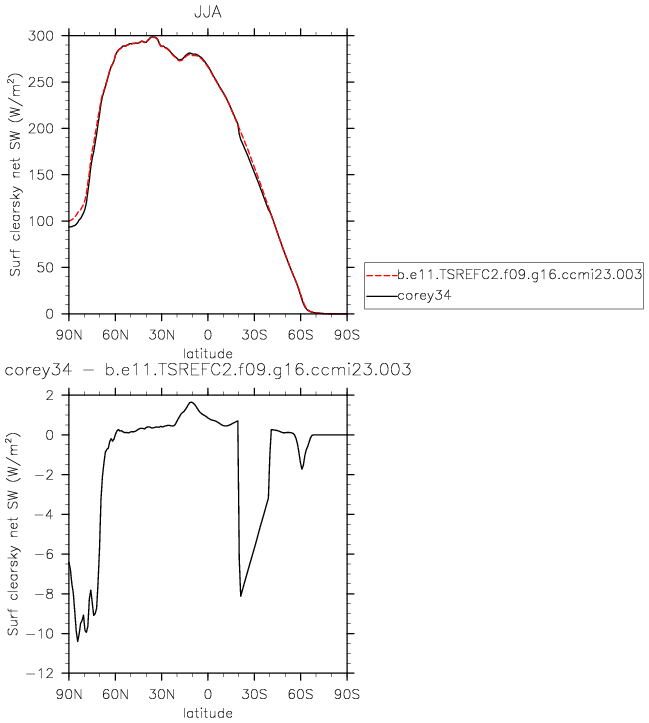 JJA
300
250
200
150
100
50
0
Surf clearsky net SW (W/m²)
90N 60N 30N 0 30S 60S 90S
latitude
b.e11.TSREFC2.f09.g16.ccmi23.003
corey34
corey34 − b.e11.TSREFC2.f09.g16.ccmi23.003
2
0
−2
−4
−6
−8
−10
−12
Surf clearsky net SW (W/m²)
90N 60N 30N 0 30S 60S 90S
latitude